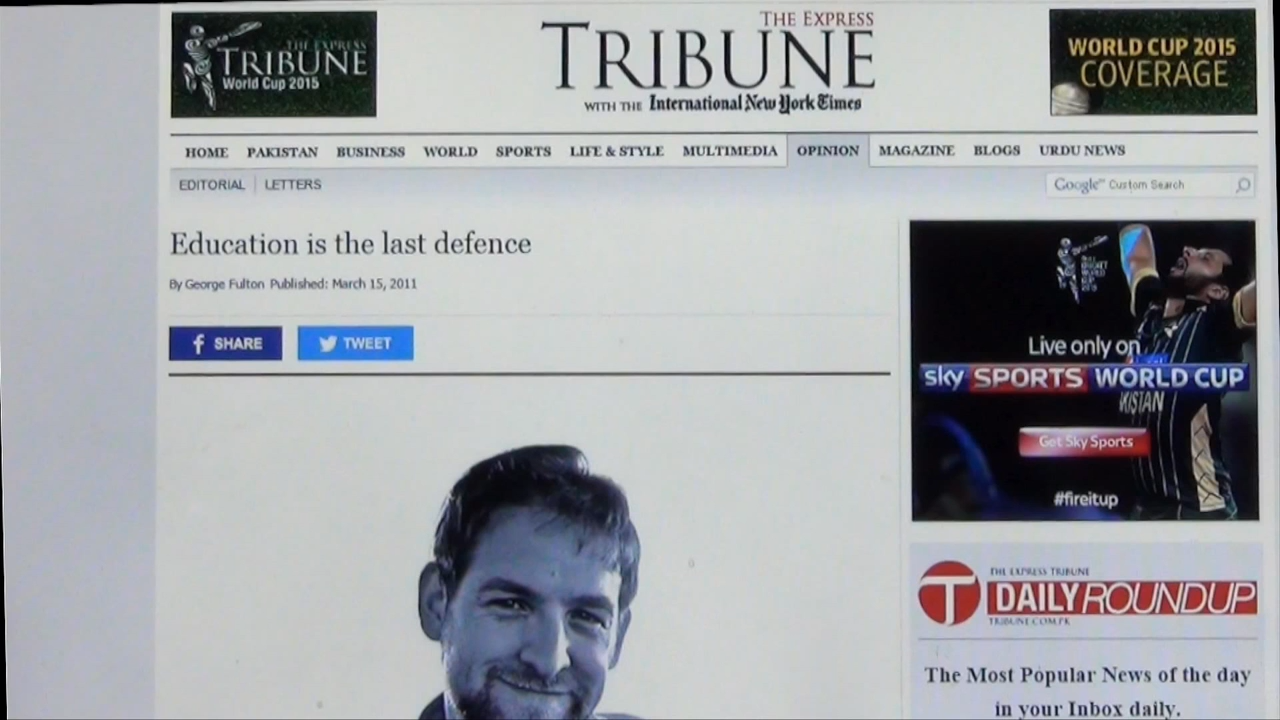 THE EXPRESS
TRIBUNE
World Cup 2015
THE EXPRESS
TRIBUNE
WITH THE International New York Times
WORLD CUP 2015
COVERAGE
HOME PAKISTAN BUSINESS WORLD SPORTS LIFE & STYLE MULTIMEDIA OPINION MAGAZINE BLOGS URDU NEWS
EDITORIAL LETTERS
Google™ Custom Search
Education is the last defence
By George Fulton Published: March 15, 2011
SHARE TWEET
Live only on
sky SPORTS WORLD CUP
KISTAN
Get Sky Sports
#fireitup
THE EXPRESS TRIBUNE
T DAILY ROUNDUP
TRIBUNE.COM.PK
The Most Popular News of the day
in your Inbox daily.